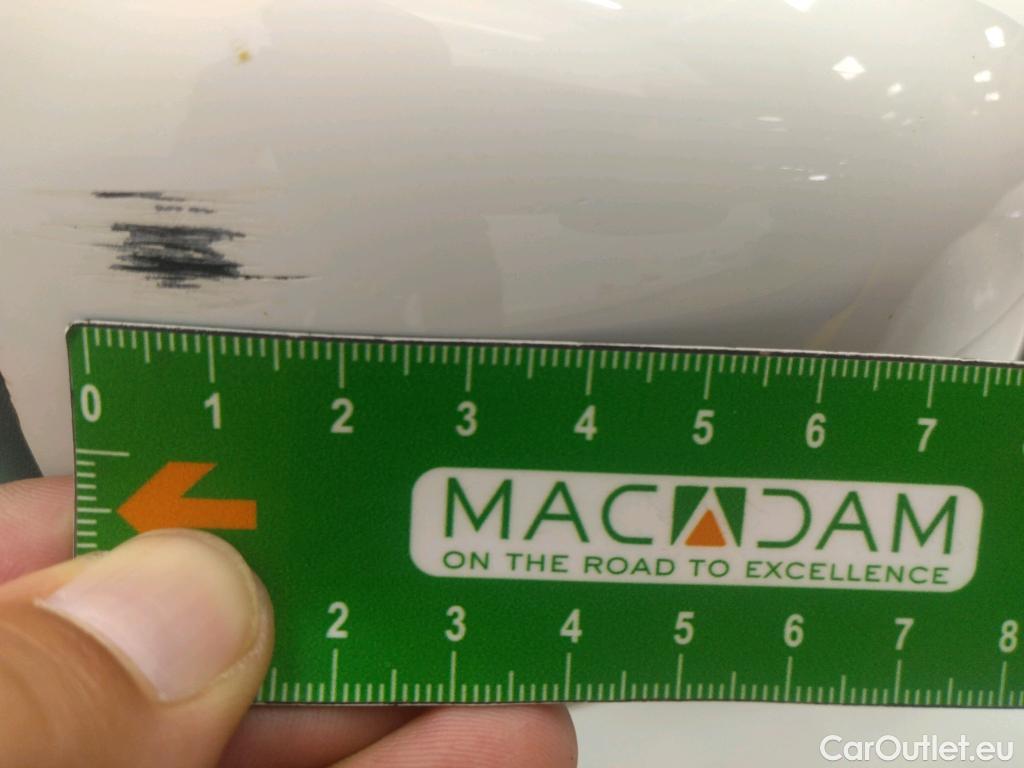 0 1 2 3 4 5 6 7
MACADAM
ON THE ROAD TO EXCELLENCE
2 3 4 5 6 7 8
CarOutlet.eu